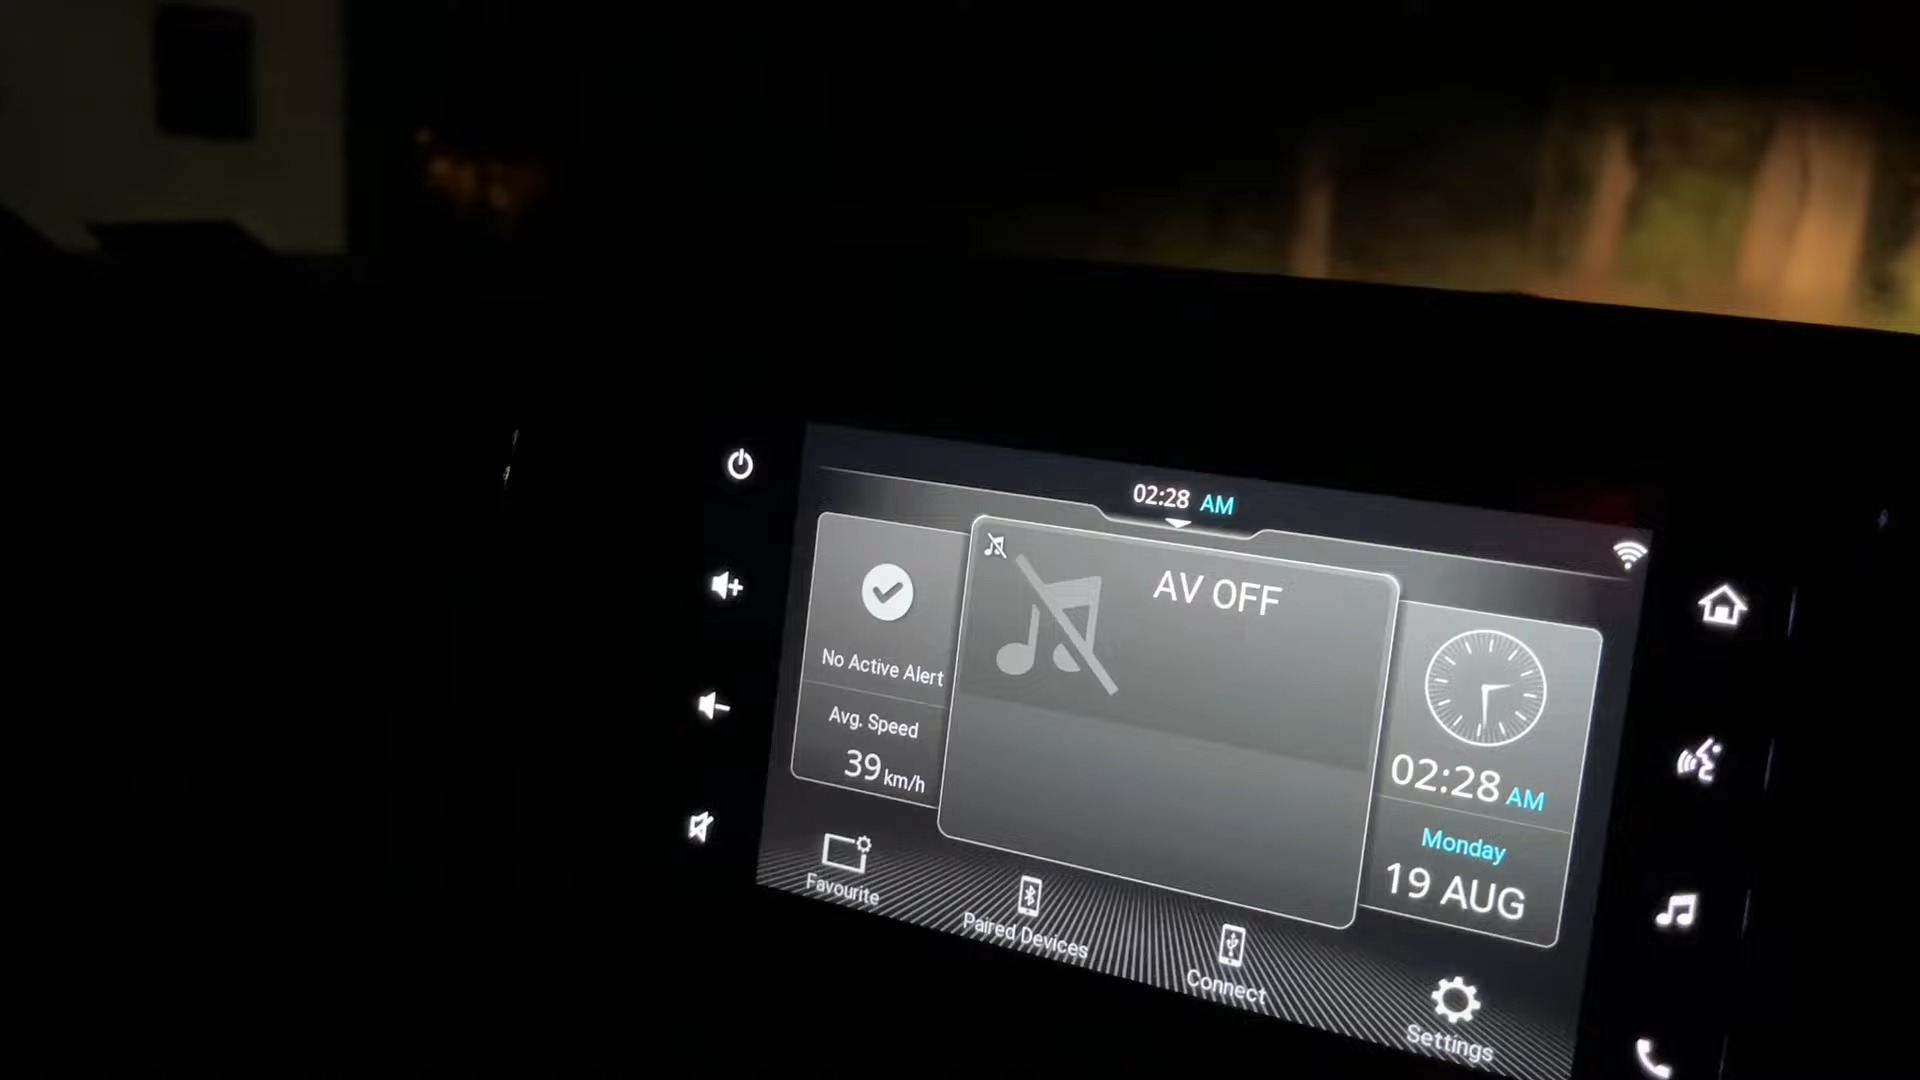 02:28 AM
No Active Alert
Avg. Speed
39 km/h
AV OFF
02:28 AM
Monday
19 AUG
Favourite
Paired Devices
Connect
Settings